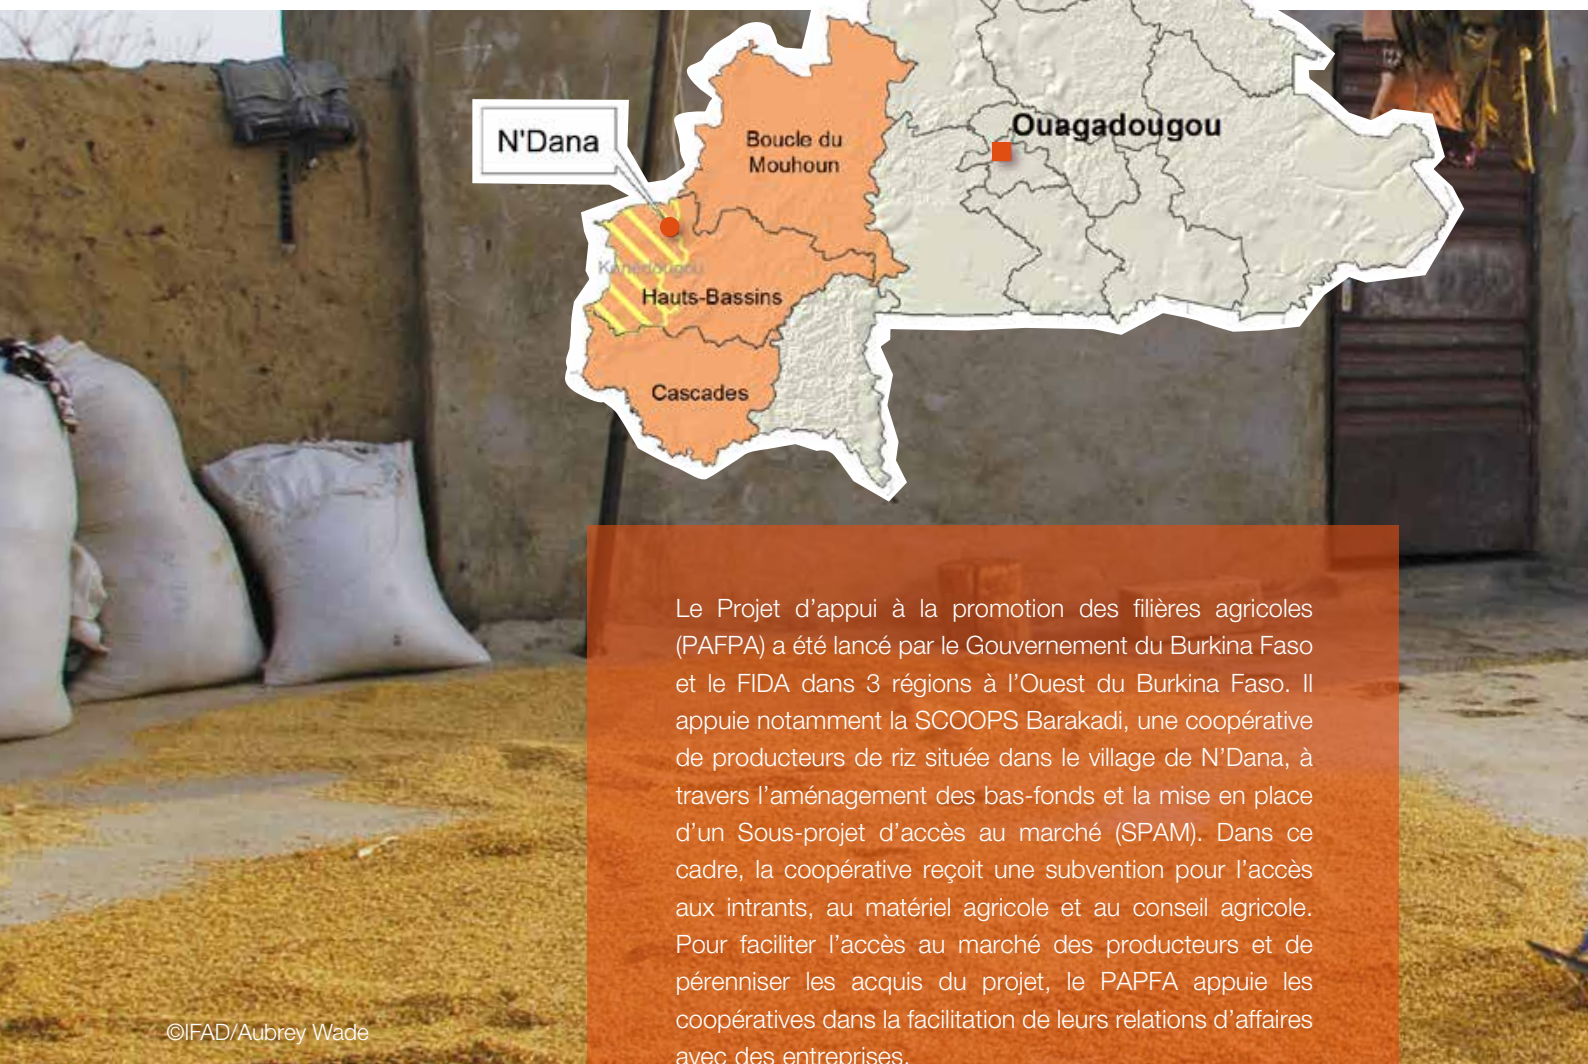 N'Dana
Boucle du
Mouhoun
Ouagadougou
Kénédougou
Hauts-Bassins
Cascades
Le Projet d’appui à la promotion des filières agricoles
(PAFPA) a été lancé par le Gouvernement du Burkina Faso
et le FIDA dans 3 régions à l’Ouest du Burkina Faso. Il
appuie notamment la SCOOPS Barakadi, une coopérative
de producteurs de riz située dans le village de N’Dana, à
travers l’aménagement des bas-fonds et la mise en place
d’un Sous-projet d’accès au marché (SPAM). Dans ce
cadre, la coopérative reçoit une subvention pour l’accès
aux intrants, au matériel agricole et au conseil agricole.
Pour faciliter l’accès au marché des producteurs et de
pérenniser les acquis du projet, le PAPFA appuie les
coopératives dans la facilitation de leurs relations d’affaires
avec des entreprises.
©IFAD/Aubrey Wade